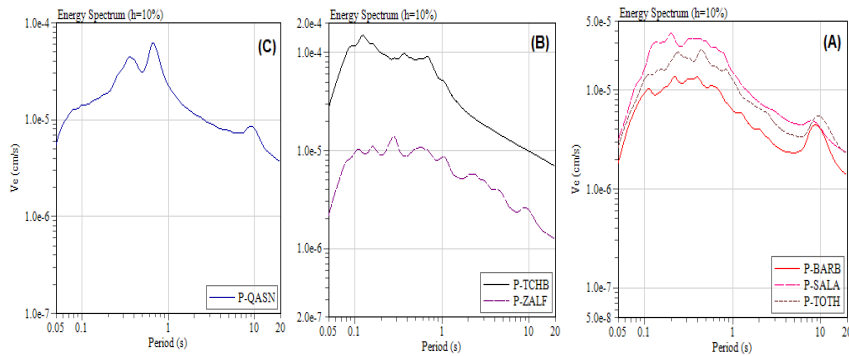 Energy Spectrum (h=10%)
1.0e-4
(C)
1.0e-5
Ve (cm/s)
1.0e-6
P-QASN
1.0e-7
0.05 0.1 1 10 20
Period (s)
Energy Spectrum (h=10%)
2.0e-4
(B)
1.0e-4
1.0e-5
1.0e-6
P-TCHB
P-ZALF
2.0e-7
0.05 0.1 1 10 20
Period (s)
Energy Spectrum (h=10%)
5.0e-5
(A)
1.0e-5
Ve (cm/s)
1.0e-6
P-BARB
P-SALA
P-TOTH
1.0e-7
5.0e-8
0.05 0.1 1 10 20
Period (s)